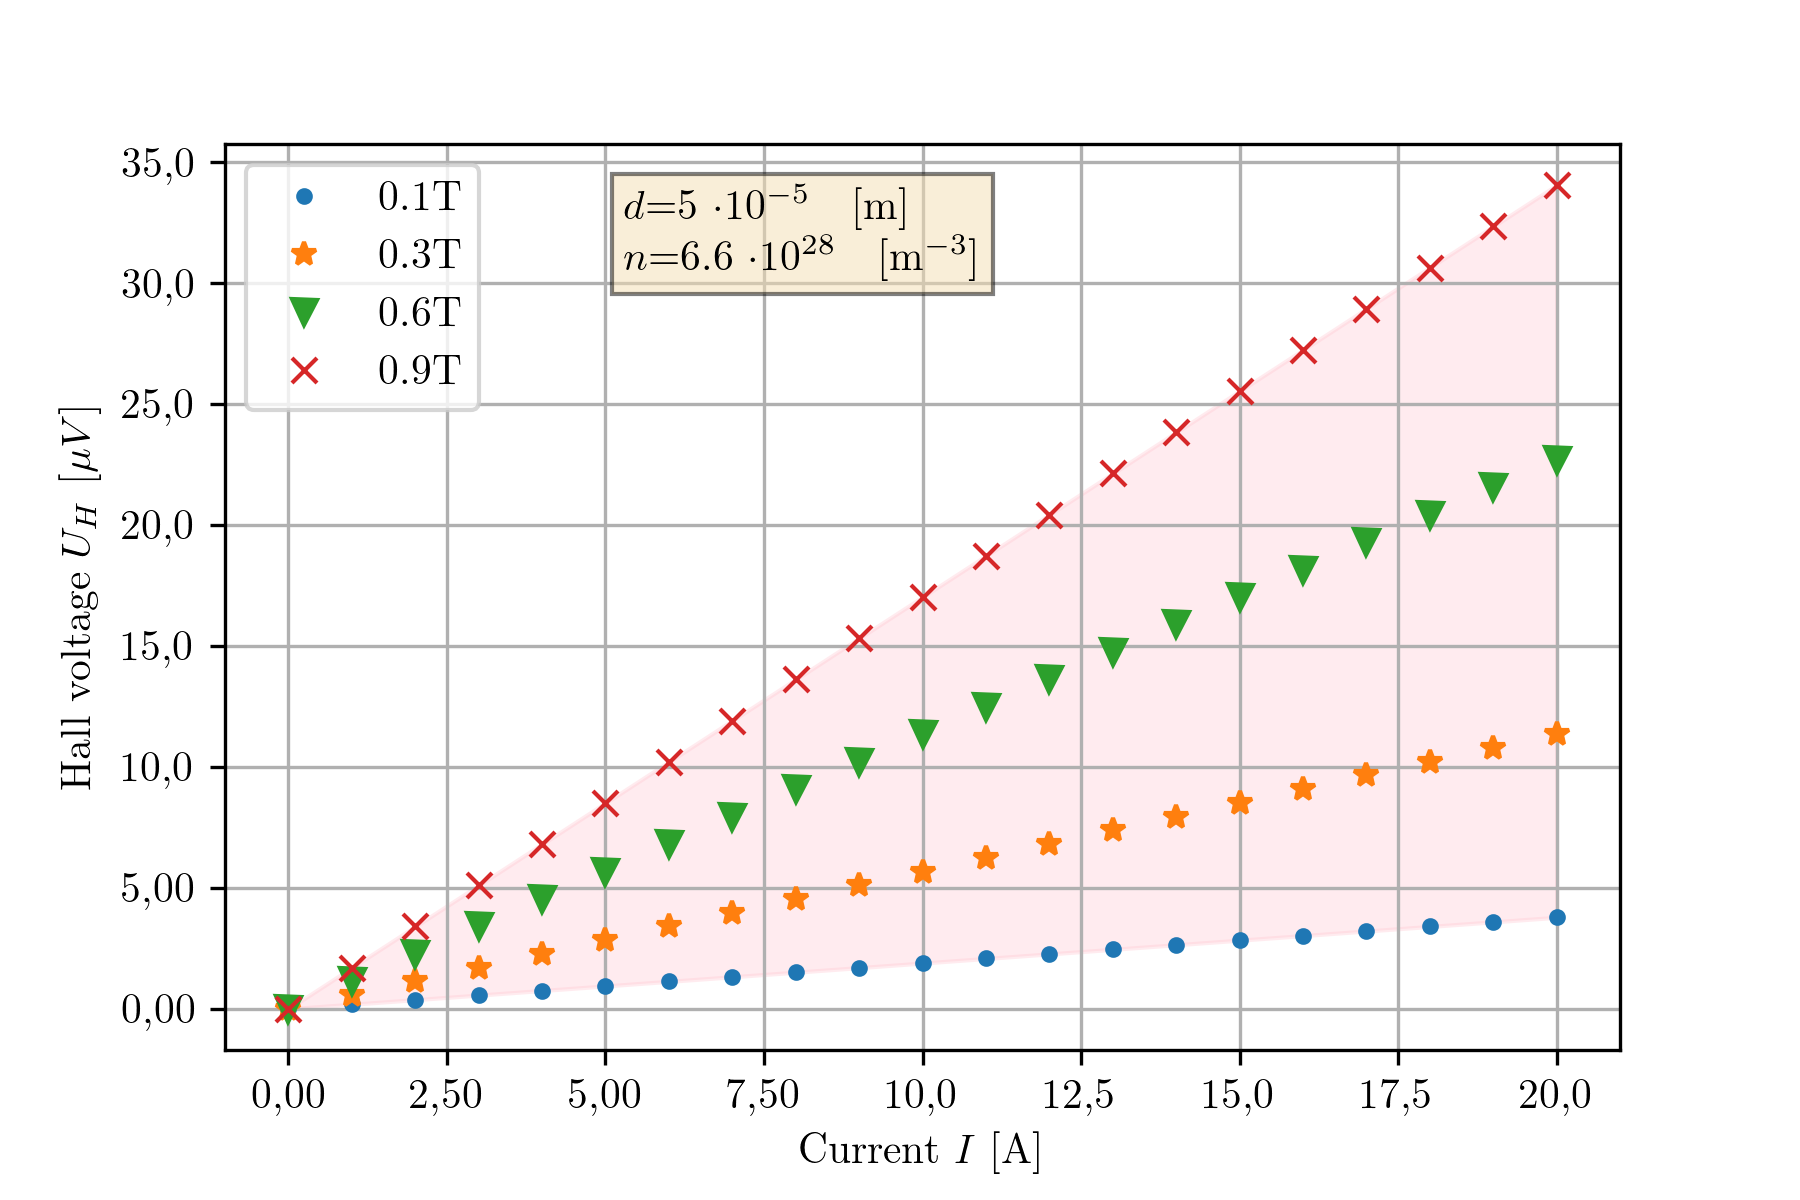 35,0
30,0
25,0
20,0
15,0
10,0
5,00
0,00
Hall voltage U_H [μV]
0.1T
0.3T
0.6T
0.9T
d=5 ·10⁻⁵ [m]
n=6.6 ·10²⁸ [m⁻³]
0,00 2,50 5,00 7,50 10,0 12,5 15,0 17,5 20,0
Current I [A]